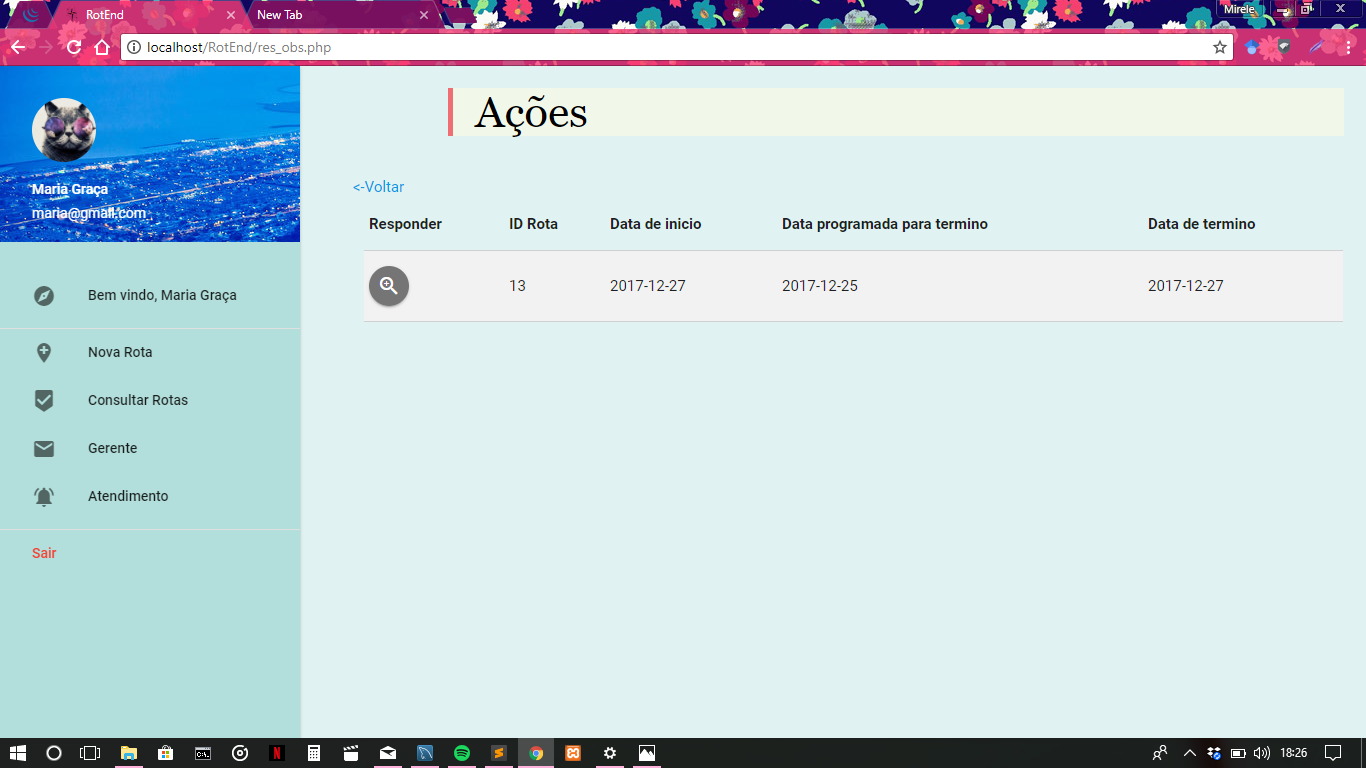 RotEnd
New Tab
Mirele
localhost/RotEnd/res_obs.php
Maria Graça
maria@gmail.com
Bem vindo, Maria Graça
Nova Rota
Consultar Rotas
Gerente
Atendimento
Sair
Ações
<-Voltar
Responder ID Rota Data de inicio Data programada para termino Data de termino
13 2017-12-27 2017-12-25 2017-12-27
18:26